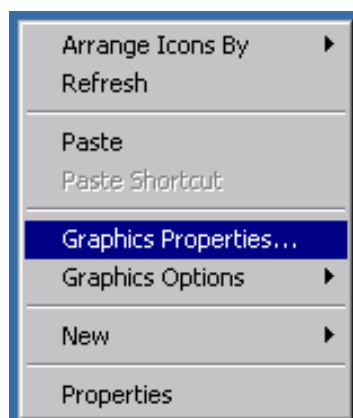 Arrange Icons By
Refresh
Paste
Paste Shortcut
Graphics Properties...
Graphics Options
New
Properties